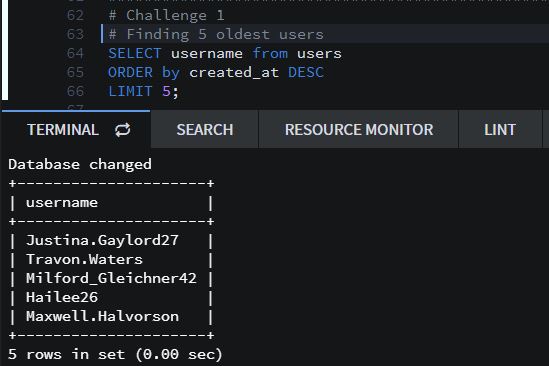 62 # Challenge 1
63 # Finding 5 oldest users
64 SELECT username from users
65 ORDER by created_at DESC
66 LIMIT 5;
TERMINAL SEARCH RESOURCE MONITOR LINT
Database changed
+---------------------+
| username            |
+---------------------+
| Justina.Gaylord27   |
| Travon.Waters       |
| Milford_Gleichner42 |
| Hailee26            |
| Maxwell.Halvorson   |
+---------------------+
5 rows in set (0.00 sec)